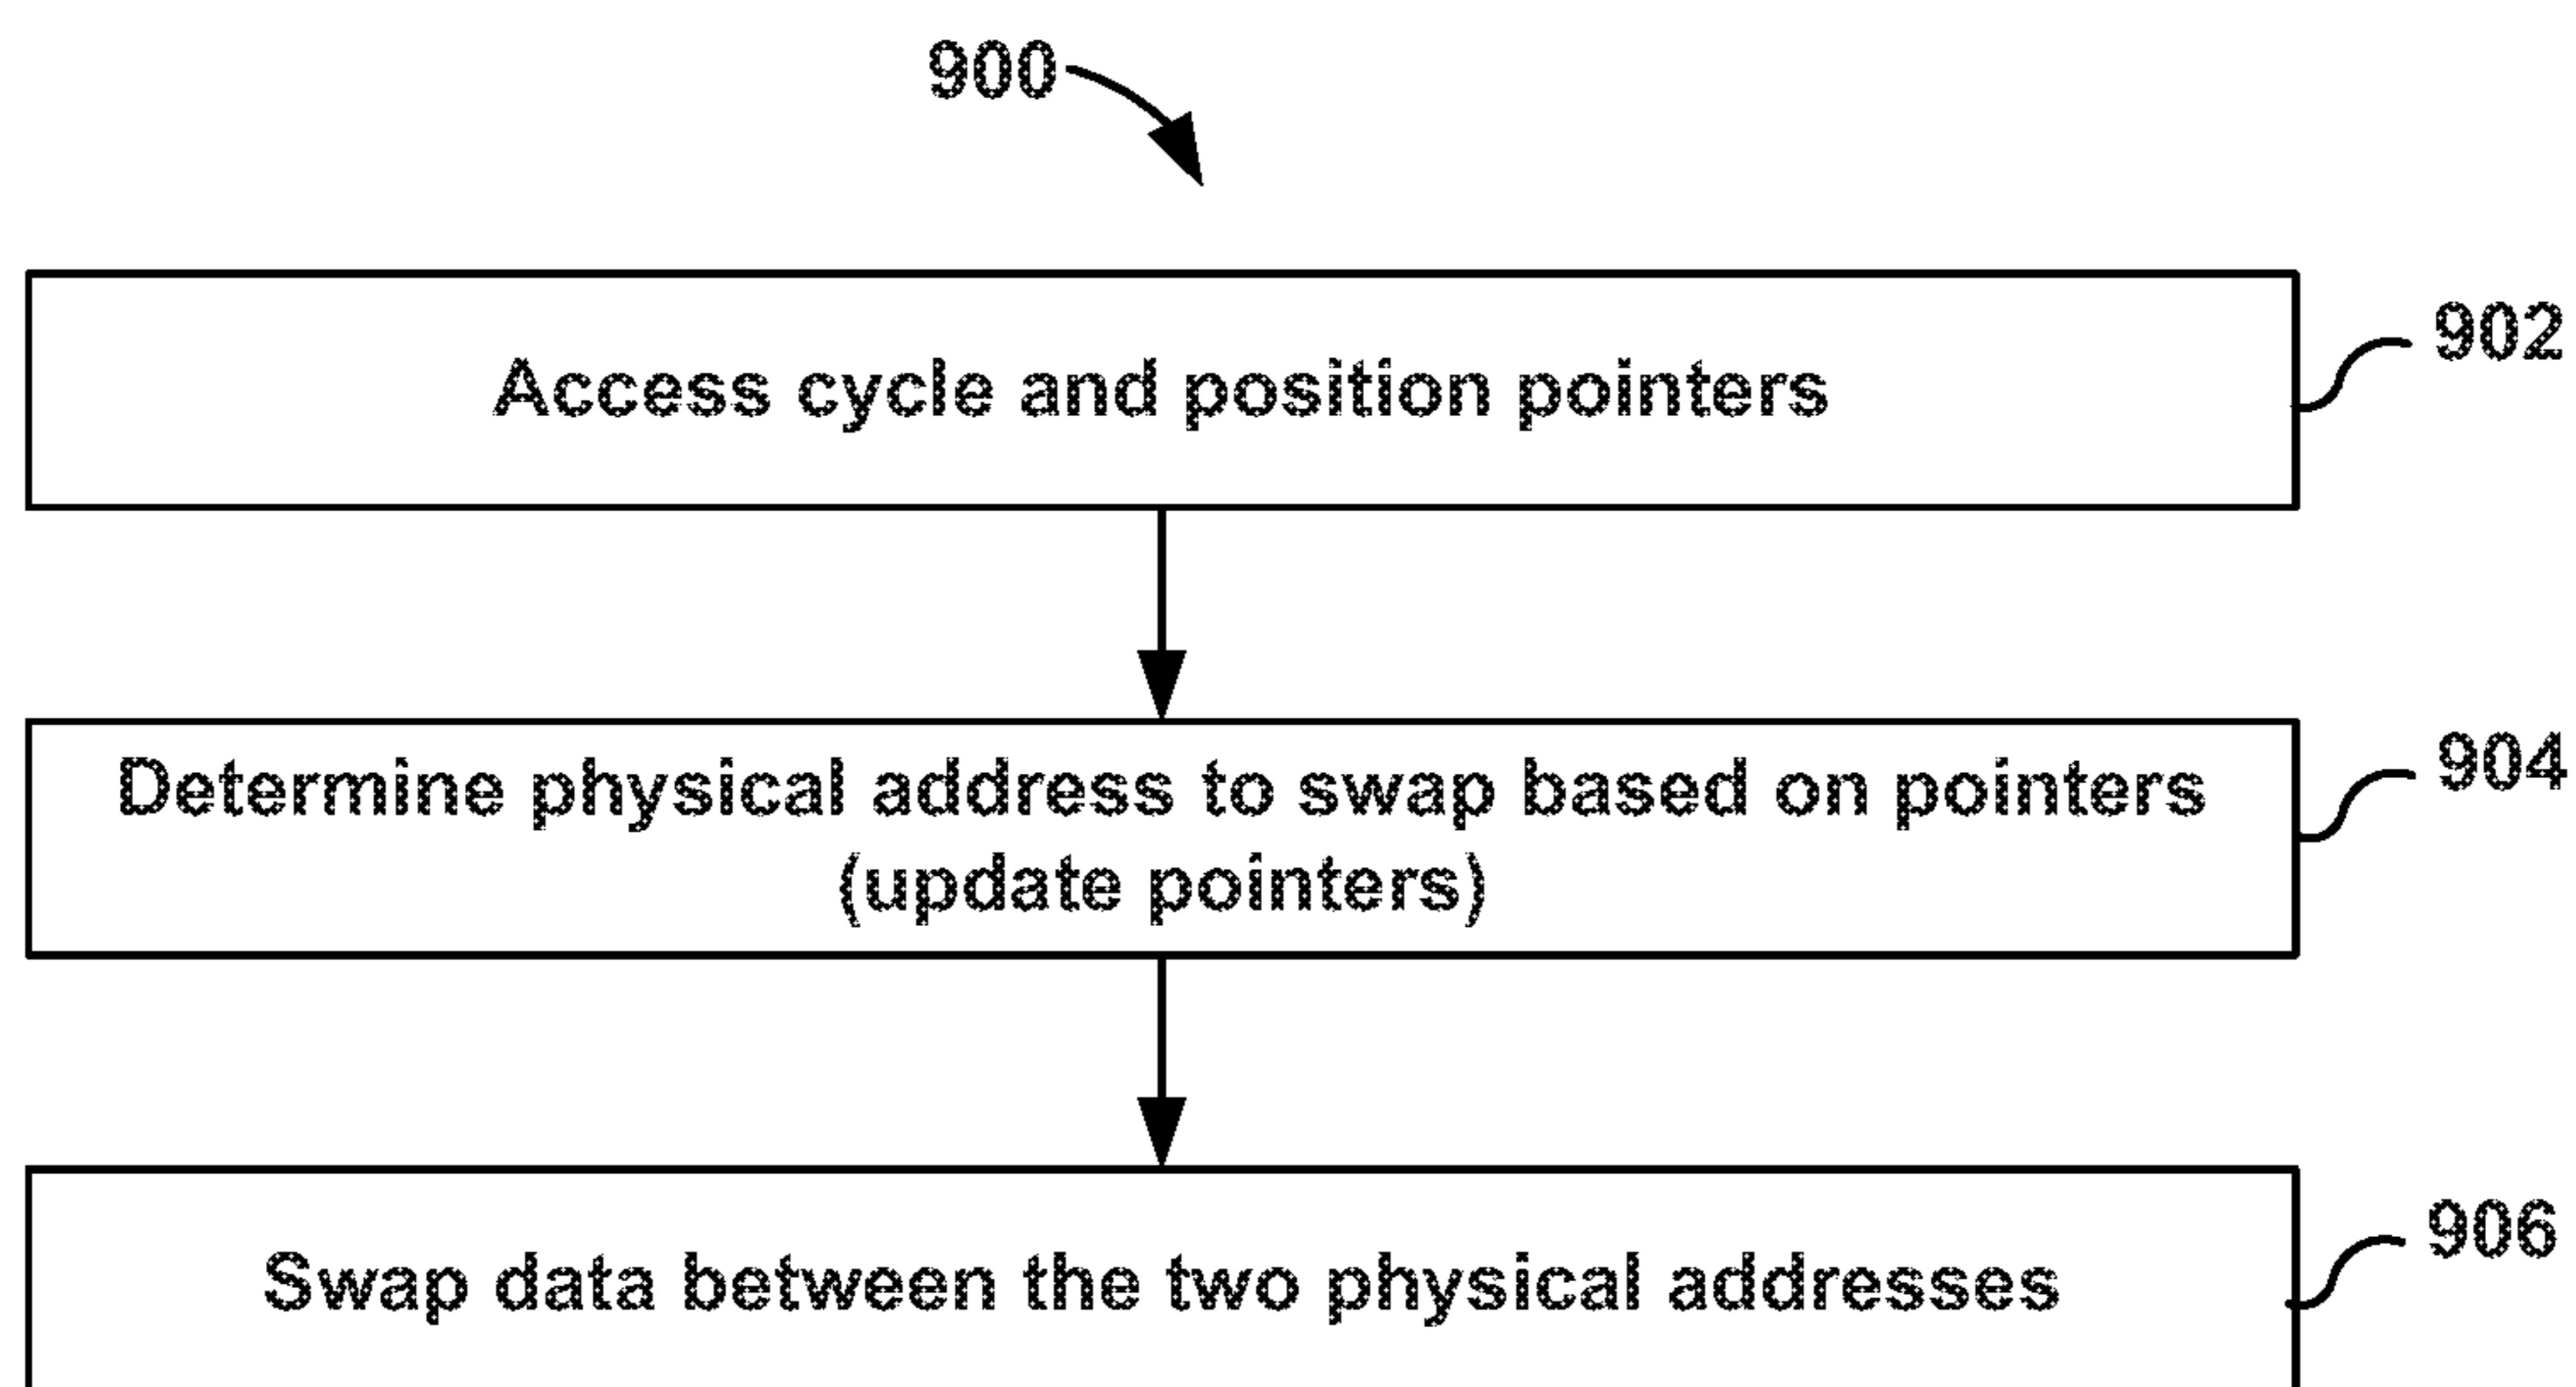 900
Access cycle and position pointers
902
Determine physical address to swap based on pointers
(update pointers)
904
Swap data between the two physical addresses
906